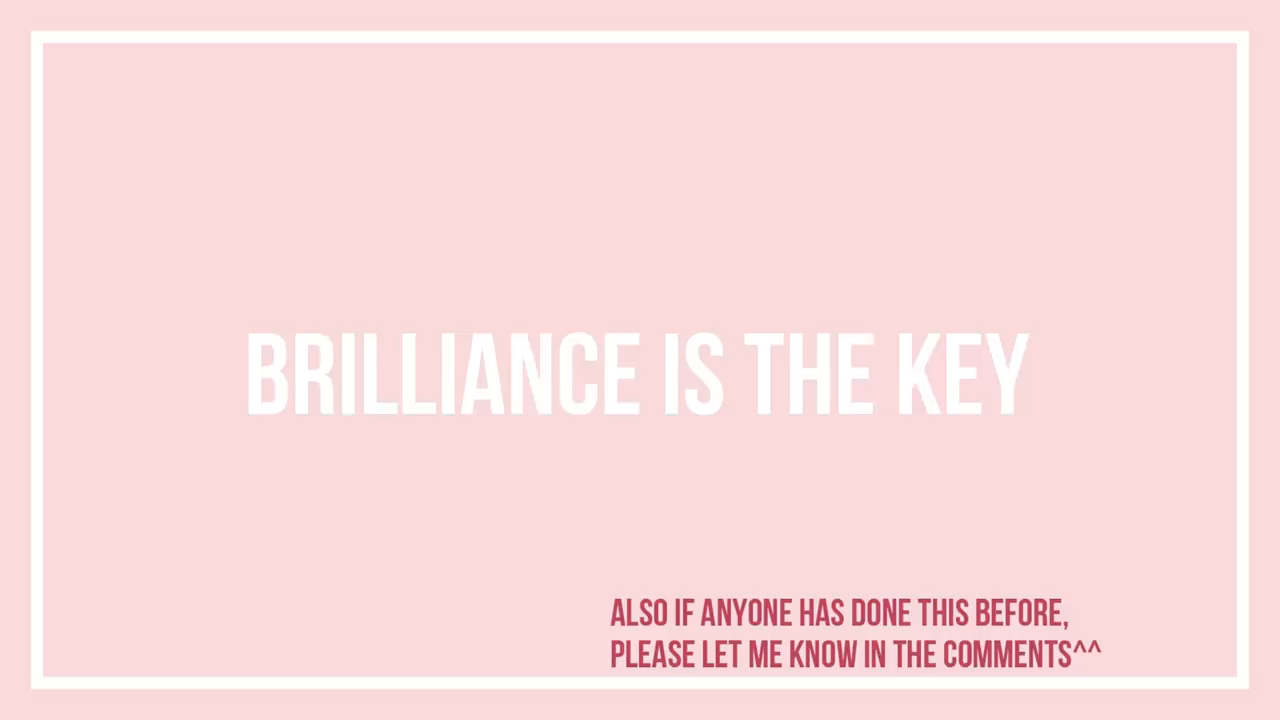 BRILLIANCE IS THE KEY
ALSO IF ANYONE HAS DONE THIS BEFORE,
PLEASE LET ME KNOW IN THE COMMENTS^^